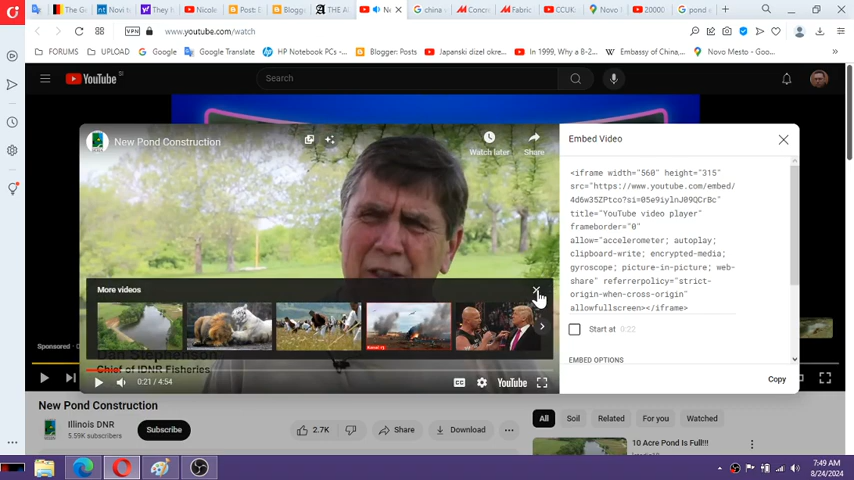 The G
Novi t
They H
Nicole
Post: E
Blogge
THE A
N
china v
Concre
Fabric
CCUK
Novo M
20000
pond c
VPN
www.youtube.com/watch
FORUMS
UPLOAD
Google
Google Translate
HP Notebook PCs -...
Blogger: Posts
Japanski dizel okre...
In 1999, Why a B-2...
Embassy of China,...
Novo Mesto - Goo...
YouTube
Search
New Pond Construction
Watch later
Share
Embed Video
<iframe width="560" height="315"
src="https://www.youtube.com/embed/
4d6w35ZPtco?si=05e9iylnJ09QCrBc"
title="YouTube video player"
frameborder="0"
allow="accelerometer; autoplay;
clipboard-write; encrypted-media;
gyroscope; picture-in-picture; web-
share" referrerpolicy="strict-
origin-when-cross-origin"
allowfullscreen></iframe>
More videos
Start at 0:22
Sponsored
Dan Stephenson
Chief of IDNR Fisheries
EMBED OPTIONS
0:21 / 4:54
CC
YouTube
Copy
New Pond Construction
Illinois DNR
5.59K subscribers
Subscribe
2.7K
Share
Download
All
Soil
Related
For you
Watched
10 Acre Pond Is Full!!!
7:49 AM
8/24/2024